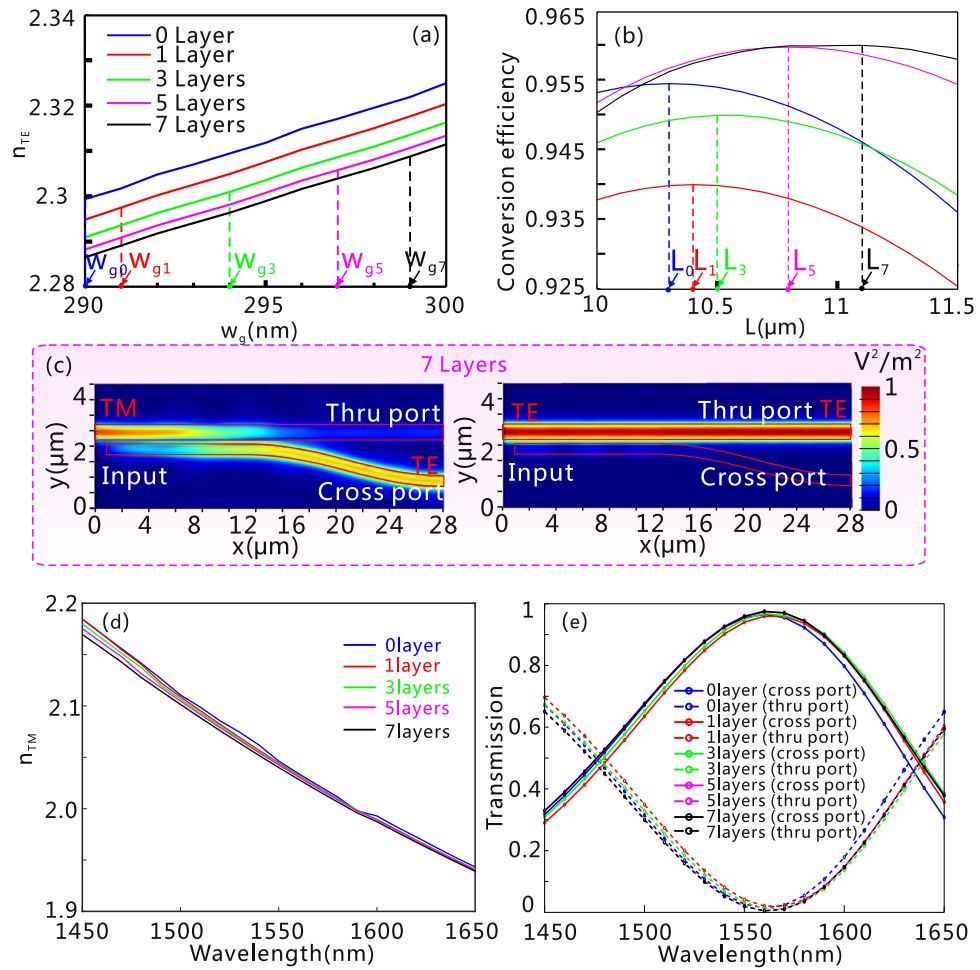 (a)
2.34
2.32
2.3
2.28
n_TE
0 Layer
1 Layer
3 Layers
5 Layers
7 Layers
w_g0
w_g1
w_g3
w_g5
w_g7
290
295
300
w_g(nm)
(b)
0.965
0.955
0.945
0.935
0.925
Conversion efficiency
L_0
L_1
L_3
L_5
L_7
10
10.5
11
11.5
L(μm)
(c)
7 Layers
V²/m²
4
2
0
y(μm)
TM
Thru port
Input
TE
Cross port
0 4 8 12 16 20 24 28
x(μm)
4
2
0
y(μm)
TE
Thru port
TE
Input
Cross port
0 4 8 12 16 20 24 28
x(μm)
1
0.5
0
(d)
2.2
2.1
2.0
1.9
n_TM
0layer
1layer
3layers
5layers
7layers
1450 1500 1550 1600 1650
Wavelength(nm)
(e)
1
0.8
0.6
0.4
0.2
0
Transmission
0layer (cross port)
0layer (thru port)
1layer (cross port)
1layer (thru port)
3layers (cross port)
3layers (thru port)
5layers (cross port)
5layers (thru port)
7layers (cross port)
7layers (thru port)
1450 1500 1550 1600 1650
Wavelength(nm)